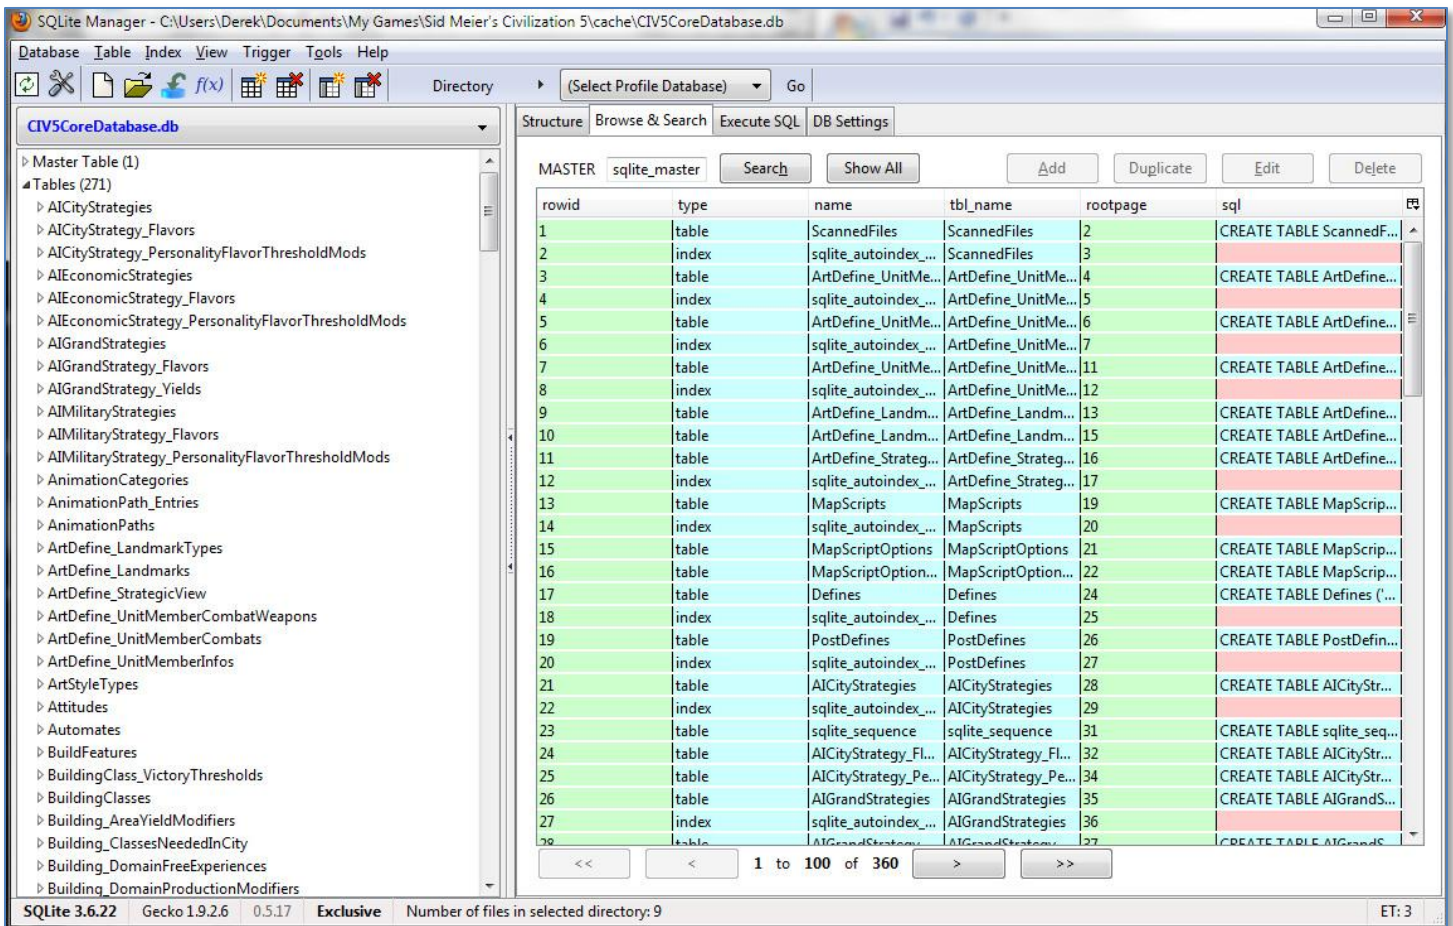 SQLite Manager - C:\Users\Derek\Documents\My Games\Sid Meier's Civilization 5\cache\CIV5CoreDatabase.db
Database Table Index View Trigger Tools Help
f(x) Directory (Select Profile Database) Go
CIV5CoreDatabase.db
Master Table (1)
Tables (271)
AICityStrategies
AICityStrategy_Flavors
AICityStrategy_PersonalityFlavorThresholdMods
AIEconomicStrategies
AIEconomicStrategy_Flavors
AIEconomicStrategy_PersonalityFlavorThresholdMods
AIGrandStrategies
AIGrandStrategy_Flavors
AIGrandStrategy_Yields
AIMilitaryStrategies
AIMilitaryStrategy_Flavors
AIMilitaryStrategy_PersonalityFlavorThresholdMods
AnimationCategories
AnimationPath_Entries
AnimationPaths
ArtDefine_LandmarkTypes
ArtDefine_Landmarks
ArtDefine_StrategicView
ArtDefine_UnitMemberCombatWeapons
ArtDefine_UnitMemberCombats
ArtDefine_UnitMemberInfos
ArtStyleTypes
Attitudes
Automates
BuildFeatures
BuildingClass_VictoryThresholds
BuildingClasses
Building_AreaYieldModifiers
Building_ClassesNeededInCity
Building_DomainFreeExperiences
Building_DomainProductionModifiers
Structure Browse & Search Execute SQL DB Settings
MASTER sqlite_master Search Show All Add Duplicate Edit Delete
rowid type name tbl_name rootpage sql
1 table ScannedFiles ScannedFiles 2 CREATE TABLE ScannedF...
2 index sqlite_autoindex_... ScannedFiles 3
3 table ArtDefine_UnitMe... ArtDefine_UnitMe... 4 CREATE TABLE ArtDefine...
4 index sqlite_autoindex_... ArtDefine_UnitMe... 5
5 table ArtDefine_UnitMe... ArtDefine_UnitMe... 6 CREATE TABLE ArtDefine...
6 index sqlite_autoindex_... ArtDefine_UnitMe... 7
7 table ArtDefine_UnitMe... ArtDefine_UnitMe... 11 CREATE TABLE ArtDefine...
8 index sqlite_autoindex_... ArtDefine_UnitMe... 12
9 table ArtDefine_Landm... ArtDefine_Landm... 13 CREATE TABLE ArtDefine...
10 table ArtDefine_Landm... ArtDefine_Landm... 15 CREATE TABLE ArtDefine...
11 table ArtDefine_Strateg... ArtDefine_Strateg... 16 CREATE TABLE ArtDefine...
12 index sqlite_autoindex_... ArtDefine_Strateg... 17
13 table MapScripts MapScripts 19 CREATE TABLE MapScrip...
14 index sqlite_autoindex_... MapScripts 20
15 table MapScriptOptions MapScriptOptions 21 CREATE TABLE MapScrip...
16 table MapScriptOption... MapScriptOption... 22 CREATE TABLE MapScrip...
17 table Defines Defines 24 CREATE TABLE Defines ('...
18 index sqlite_autoindex_... Defines 25
19 table PostDefines PostDefines 26 CREATE TABLE PostDefin...
20 index sqlite_autoindex_... PostDefines 27
21 table AICityStrategies AICityStrategies 28 CREATE TABLE AICityStr...
22 index sqlite_autoindex_... AICityStrategies 29
23 table sqlite_sequence sqlite_sequence 31 CREATE TABLE sqlite_seq...
24 table AICityStrategy_Fl... AICityStrategy_Fl... 32 CREATE TABLE AICityStr...
25 table AICityStrategy_Pe... AICityStrategy_Pe... 34 CREATE TABLE AICityStr...
26 table AIGrandStrategies AIGrandStrategies 35 CREATE TABLE AIGrandS...
27 index sqlite_autoindex_... AIGrandStrategies 36
28 table AIGrandStrategy AIGrandStrategy 37 CREATE TABLE AIGrandS
<< < 1 to 100 of 360 > >>
SQLite 3.6.22 Gecko 1.9.2.6 0.5.17 Exclusive Number of files in selected directory: 9 ET: 3